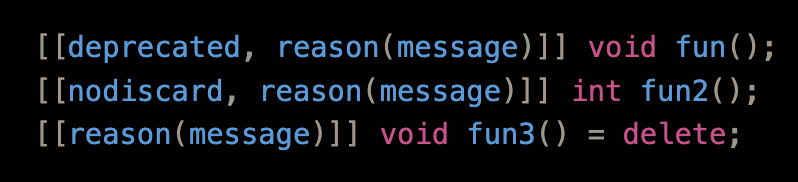 [[deprecated, reason(message)]] void fun();
[[nodiscard, reason(message)]] int fun2();
[[reason(message)]] void fun3() = delete;